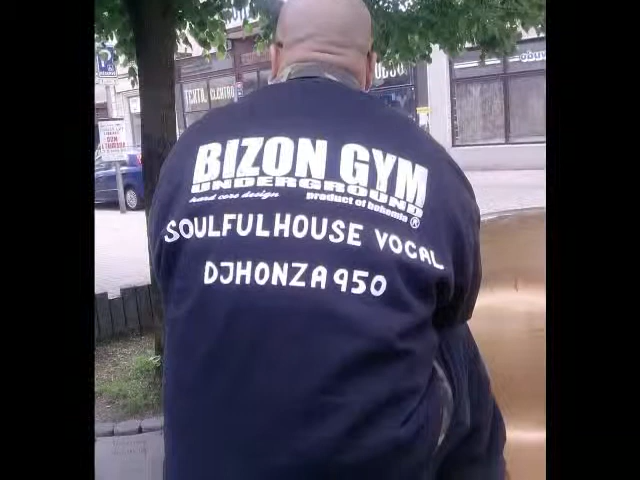 BIZON GYM
UNDERGROUND
hard core design product of bohemia ®
SOULFULHOUSE VOCAL
DJHONZA950